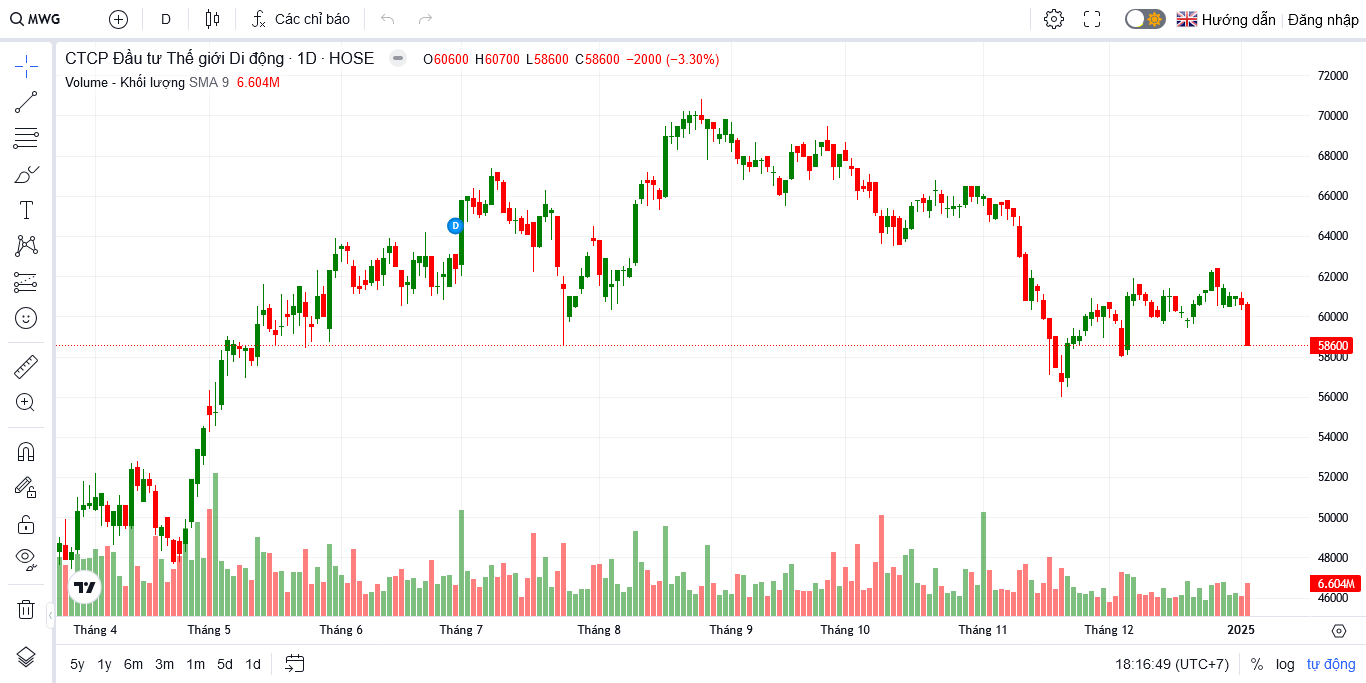 MWG D Các chỉ báo Hướng dẫn Đăng nhập
CTCP Đầu tư Thế giới Di động · 1D · HOSE O60600 H60700 L58600 C58600 −2000 (−3.30%)
Volume - Khối lượng SMA 9 6.604M
72000
70000
68000
66000
64000
D
62000
60000
58600
58000
56000
54000
52000
50000
48000
6.604M
46000
Tháng 4 Tháng 5 Tháng 6 Tháng 7 Tháng 8 Tháng 9 Tháng 10 Tháng 11 Tháng 12 2025
5y 1y 6m 3m 1m 5d 1d 18:16:49 (UTC+7) % log tự động